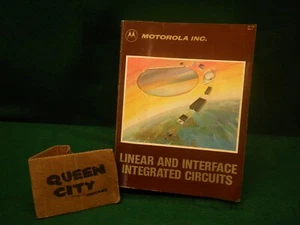 MOTOROLA INC.
LINEAR AND INTERFACE
INTEGRATED CIRCUITS
QUEEN
CITY